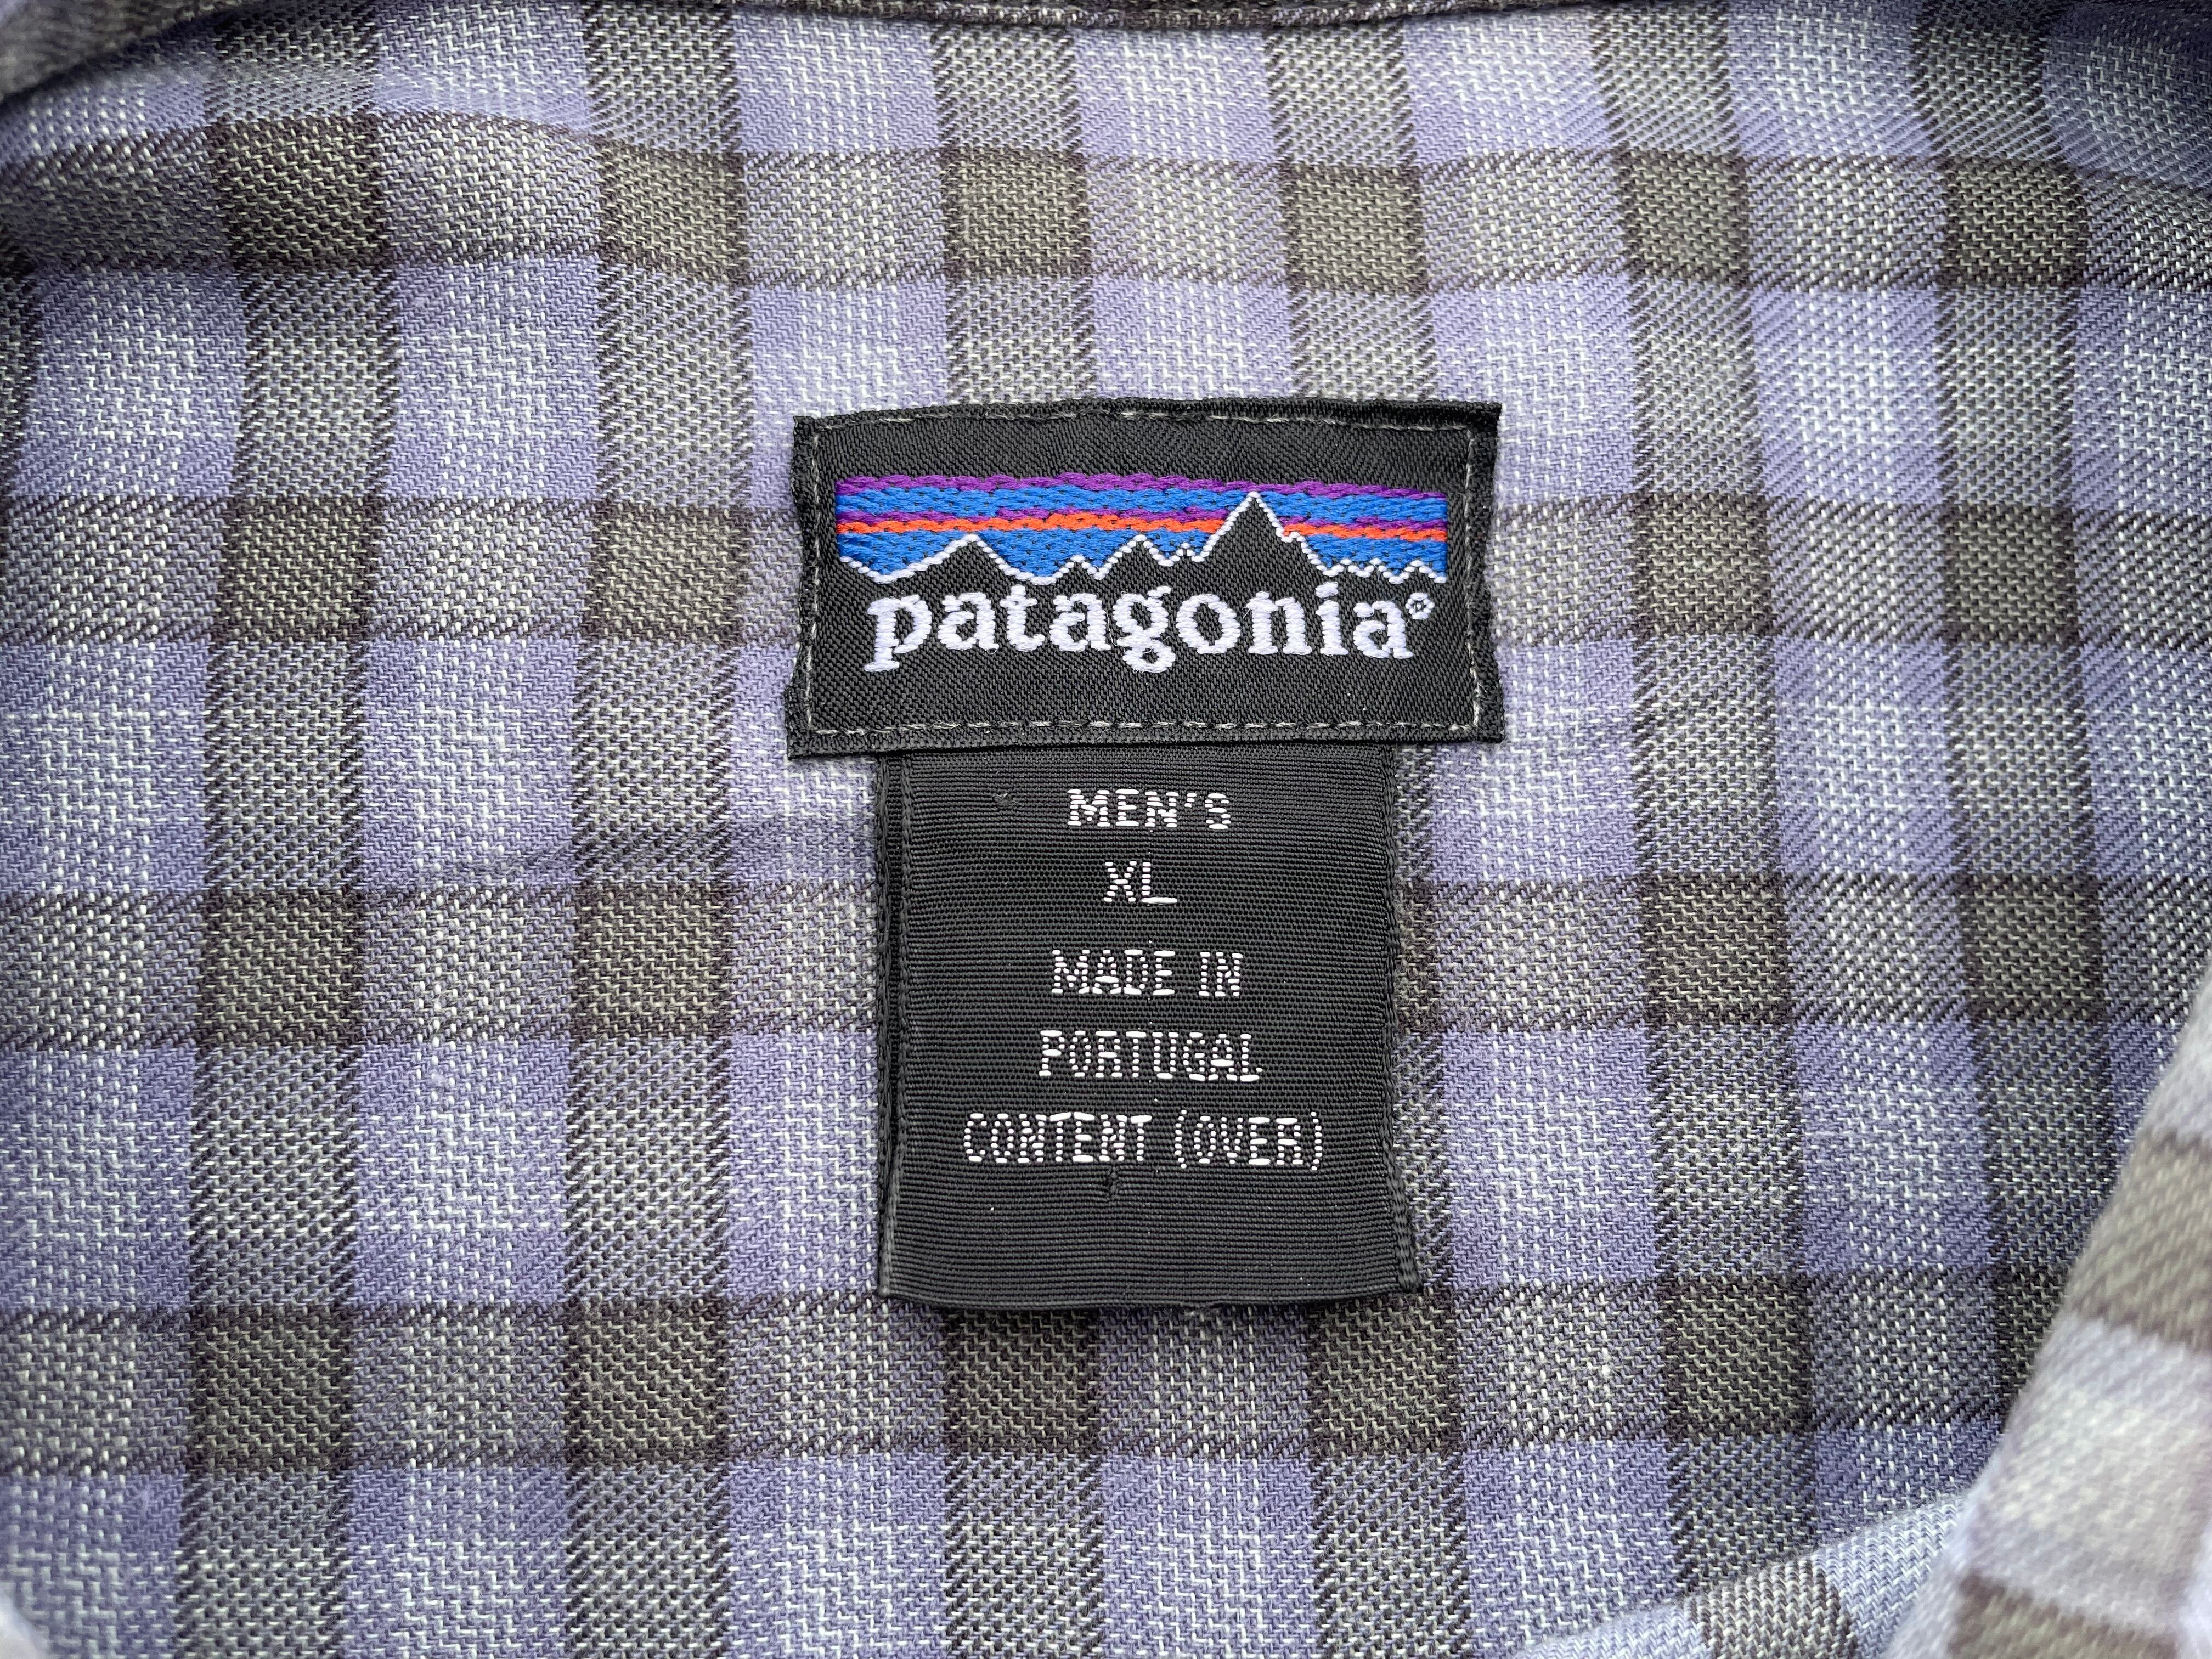 patagonia®
MEN'S
XL
MADE IN
PORTUGAL
CONTENT (OVER)